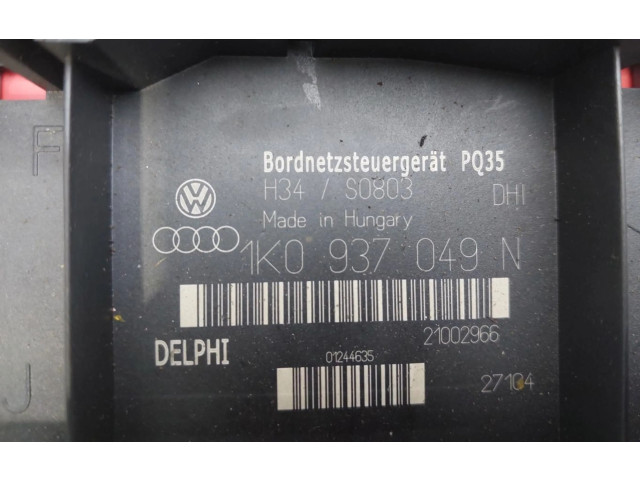 F
Bordnetzsteuergerät PQ35
H34 / S0803 DHI
Made in Hungary
1K0 937 049 N
21002966
DELPHI
01244635
27104
J